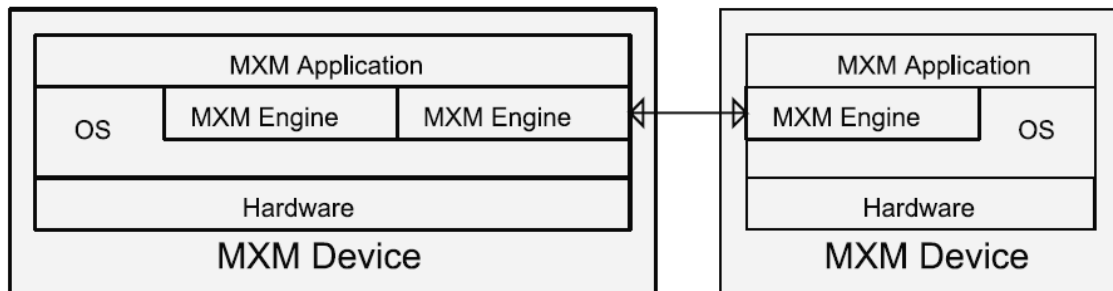 MXM Application
OS
MXM Engine
MXM Engine
Hardware
MXM Device
MXM Application
MXM Engine
OS
Hardware
MXM Device